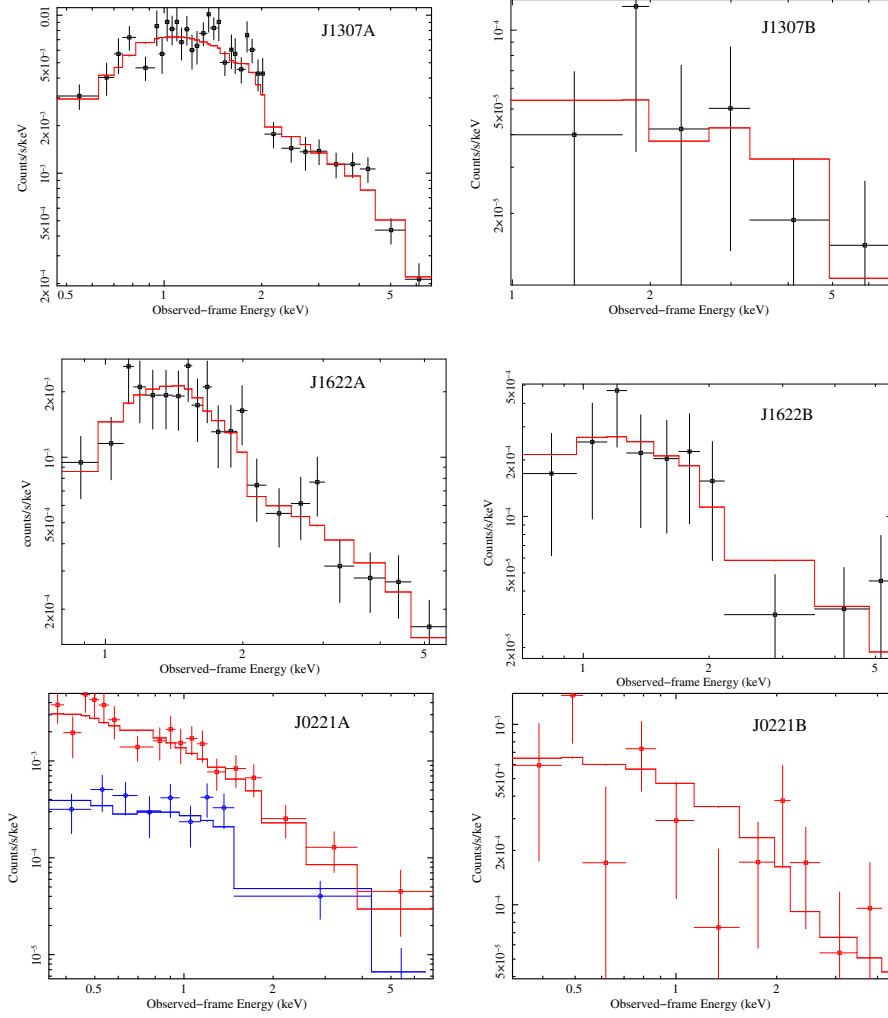 J1307A
0.01
5×10⁻³
10⁻³
5×10⁻⁴
2×10⁻⁴
Counts/s/keV
0.5 1 2 5
Observed−frame Energy (keV)
J1307B
10⁻⁴
5×10⁻⁵
2×10⁻⁵
Counts/s/keV
1 2 5
Observed−frame Energy (keV)
J1622A
2×10⁻³
10⁻³
2×10⁻⁴
counts/s/keV
1 2 5
Observed−frame Energy (keV)
J1622B
5×10⁻⁴
2×10⁻⁴
10⁻⁴
5×10⁻⁵
2×10⁻⁵
Counts/s/keV
1 2 5
Observed−frame Energy (keV)
J0221A
10⁻³
10⁻⁴
10⁻⁵
Counts/s/keV
0.5 1 2 5
Observed−frame Energy (keV)
J0221B
10⁻³
5×10⁻⁴
2×10⁻⁴
10⁻⁴
5×10⁻⁵
Counts/s/keV
0.5 1 2
Observed−frame Energy (keV)